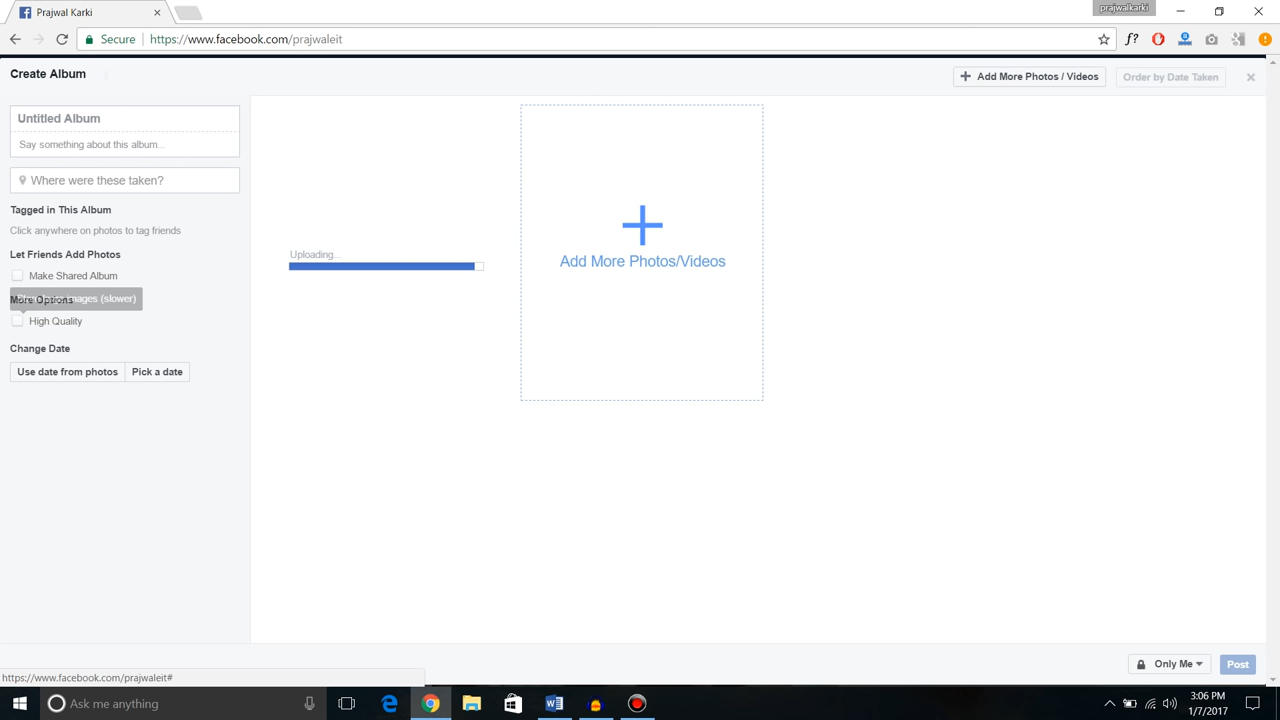 Prajwal Karki
prajwalkarki
Secure
https://www.facebook.com/prajwaleit
f?
Create Album
Add More Photos / Videos
Order by Date Taken
Untitled Album
Say something about this album...
Where were these taken?
Tagged in This Album
Click anywhere on photos to tag friends
Uploading...
Add More Photos/Videos
Let Friends Add Photos
Make Shared Album
More Options
images (slower)
High Quality
Change Date
Use date from photos
Pick a date
Only Me
Post
https://www.facebook.com/prajwaleit#
Ask me anything
3:06 PM
1/7/2017